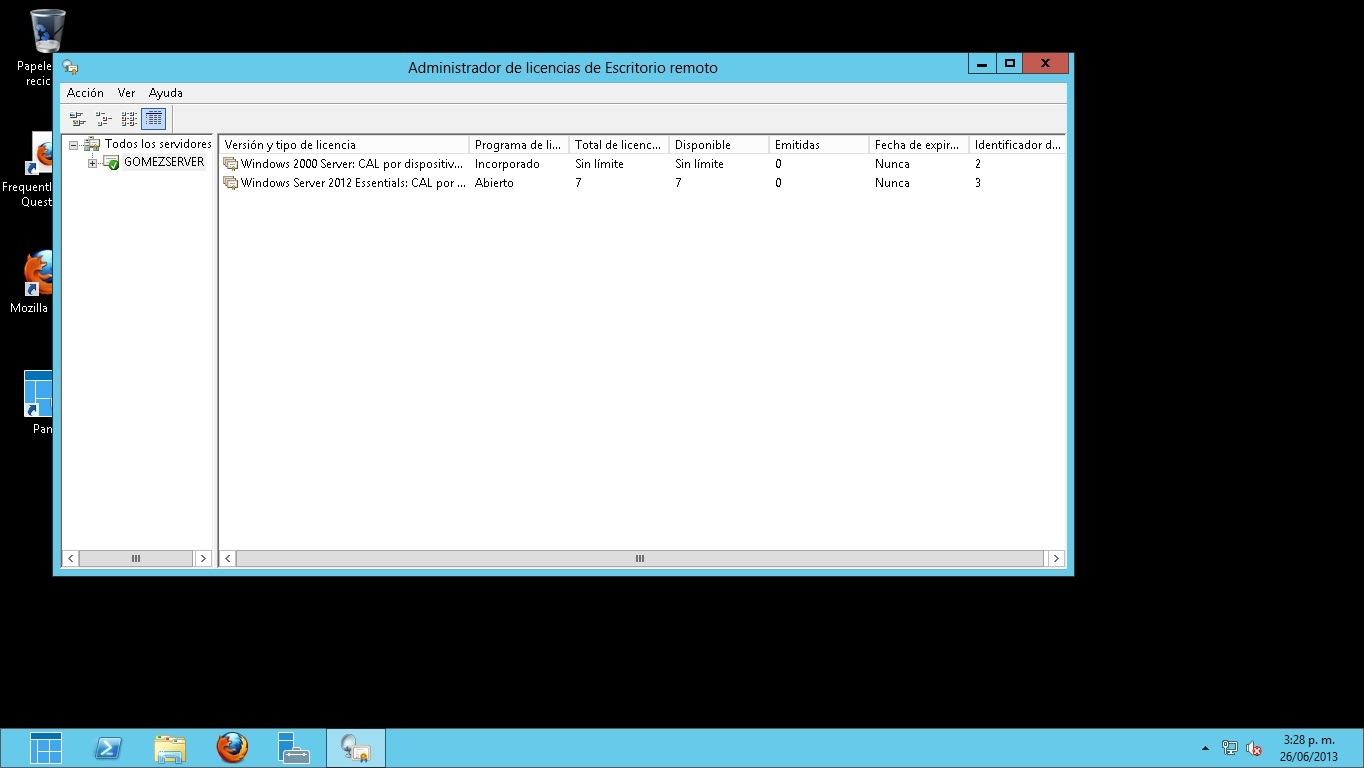 Papele
recic
Administrador de licencias de Escritorio remoto
Acción Ver Ayuda
Todos los servidores
GOMEZSERVER
Versión y tipo de licencia Programa de li... Total de licenc... Disponible Emitidas Fecha de expir... Identificador d...
Windows 2000 Server: CAL por dispositiv... Incorporado Sin límite Sin límite 0 Nunca 2
Windows Server 2012 Essentials: CAL por ... Abierto 7 7 0 Nunca 3
Frequentl
Quest
Mozilla
Pan
3:28 p. m.
26/06/2013